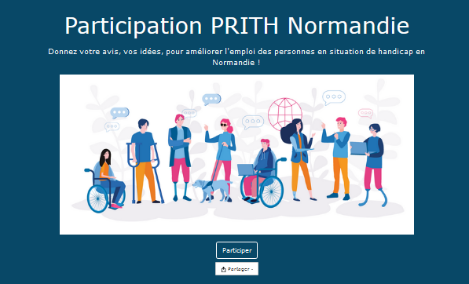 Participation PRITH Normandie
Donnez votre avis, vos idées, pour améliorer l'emploi des personnes en situation de handicap en
Normandie !
Participer
Partager